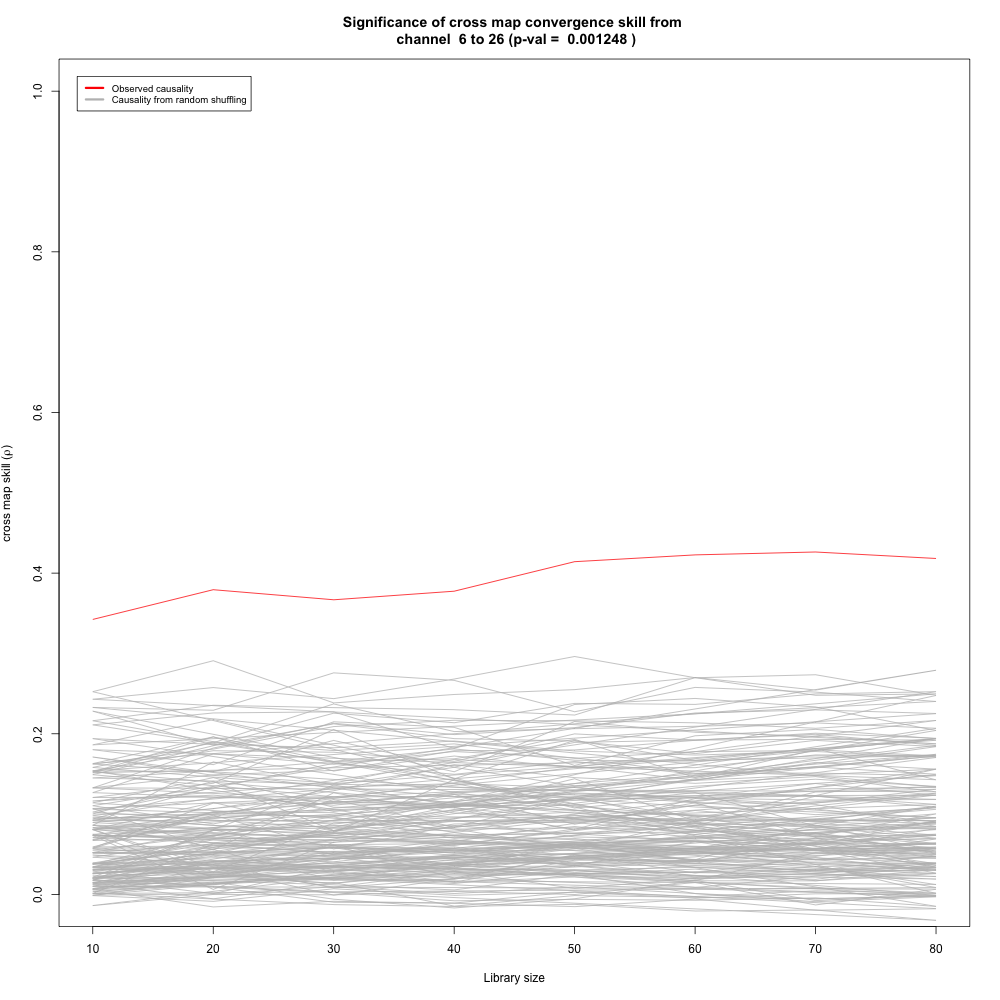 Significance of cross map convergence skill from
channel  6 to 26 (p-val =  0.001248 )
Observed causality
Causality from random shuffling
cross map skill (ρ)
1.0
0.8
0.6
0.4
0.2
0.0
10 20 30 40 50 60 70 80
Library size